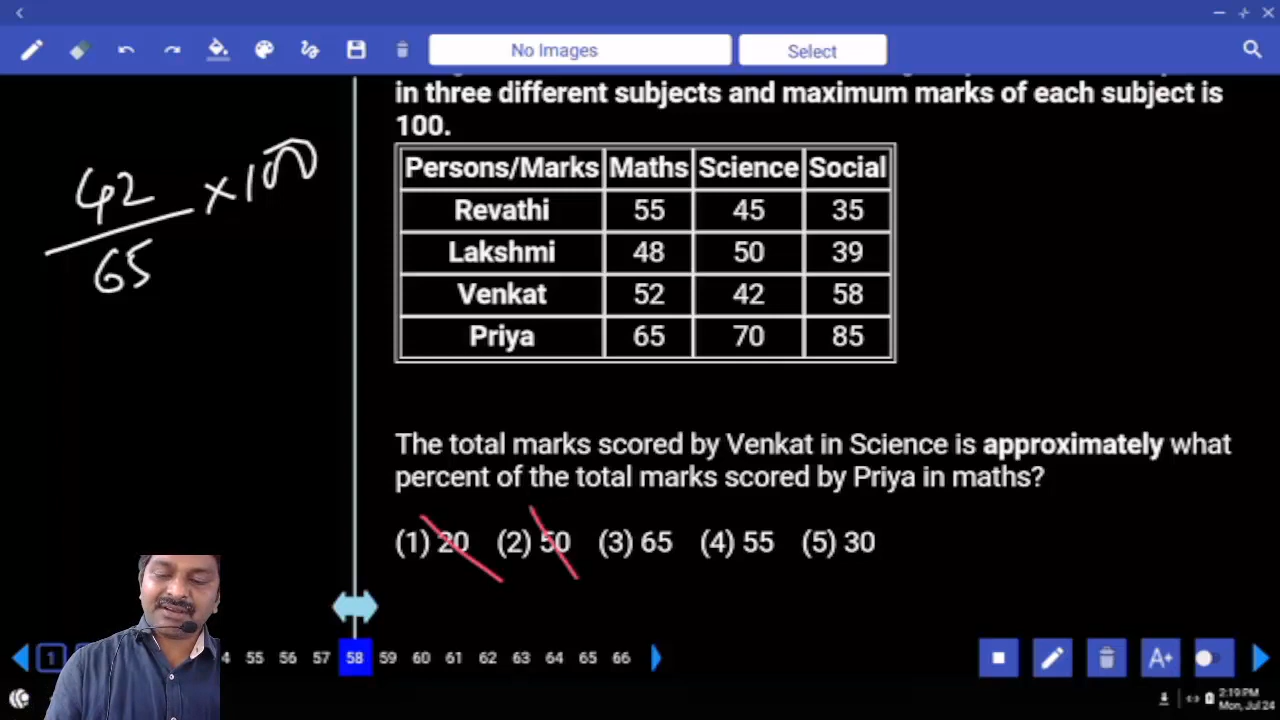 No Images
Select
in three different subjects and maximum marks of each subject is
100.
42
65
×100
Persons/Marks Maths Science Social
Revathi 55 45 35
Lakshmi 48 50 39
Venkat 52 42 58
Priya 65 70 85
The total marks scored by Venkat in Science is approximately what
percent of the total marks scored by Priya in maths?
(1) 20 (2) 50 (3) 65 (4) 55 (5) 30
1 4 55 56 57 58 59 60 61 62 63 64 65 66
A+
2:19 PM
Mon, Jul 24